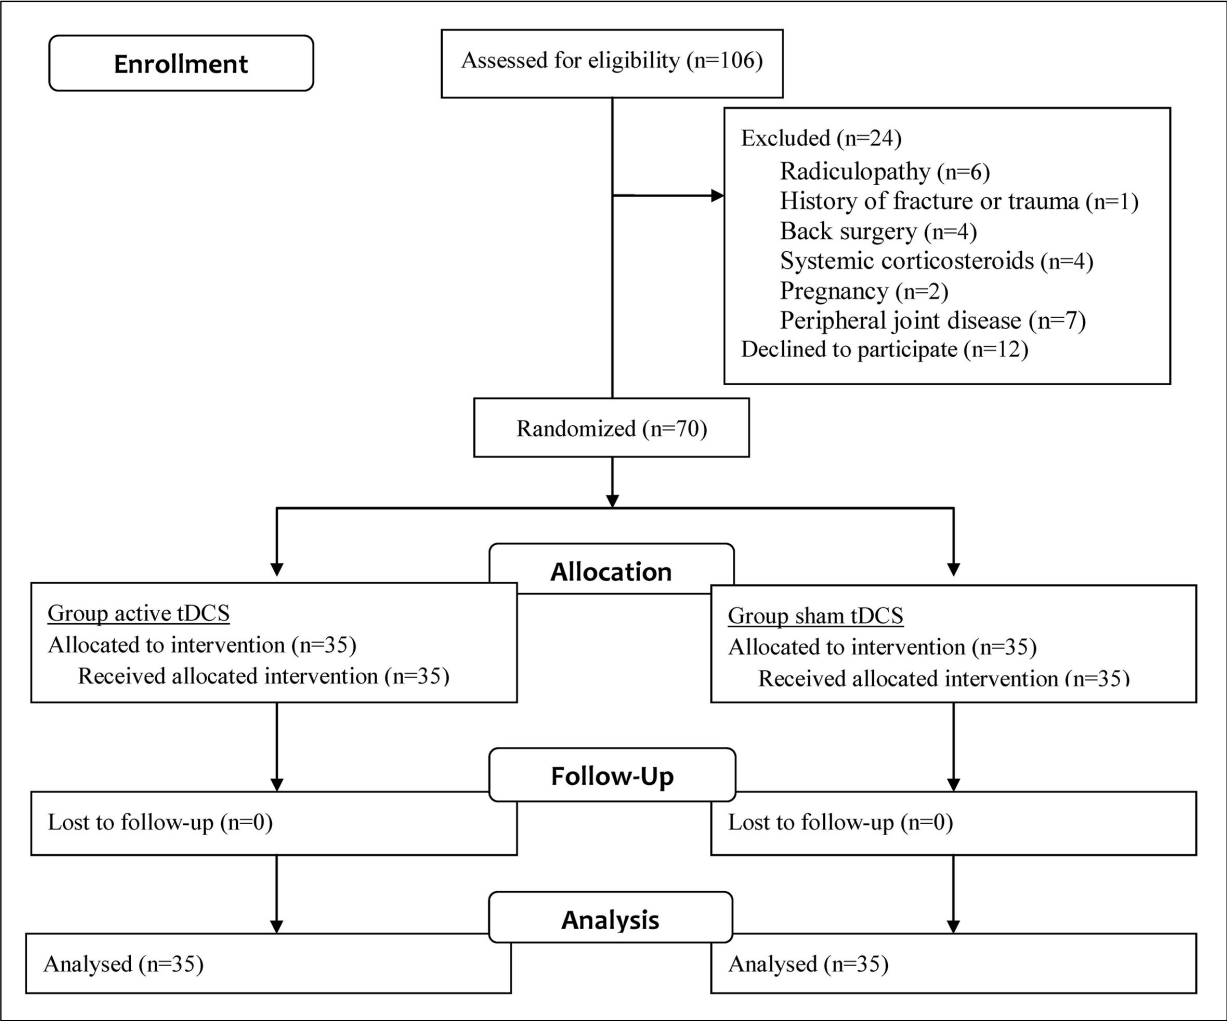 Enrollment
Assessed for eligibility (n=106)
Excluded (n=24)
Radiculopathy (n=6)
History of fracture or trauma (n=1)
Back surgery (n=4)
Systemic corticosteroids (n=4)
Pregnancy (n=2)
Peripheral joint disease (n=7)
Declined to participate (n=12)
Randomized (n=70)
Allocation
Group active tDCS
Allocated to intervention (n=35)
Received allocated intervention (n=35)
Group sham tDCS
Allocated to intervention (n=35)
Received allocated intervention (n=35)
Follow-Up
Lost to follow-up (n=0)
Lost to follow-up (n=0)
Analysis
Analysed (n=35)
Analysed (n=35)